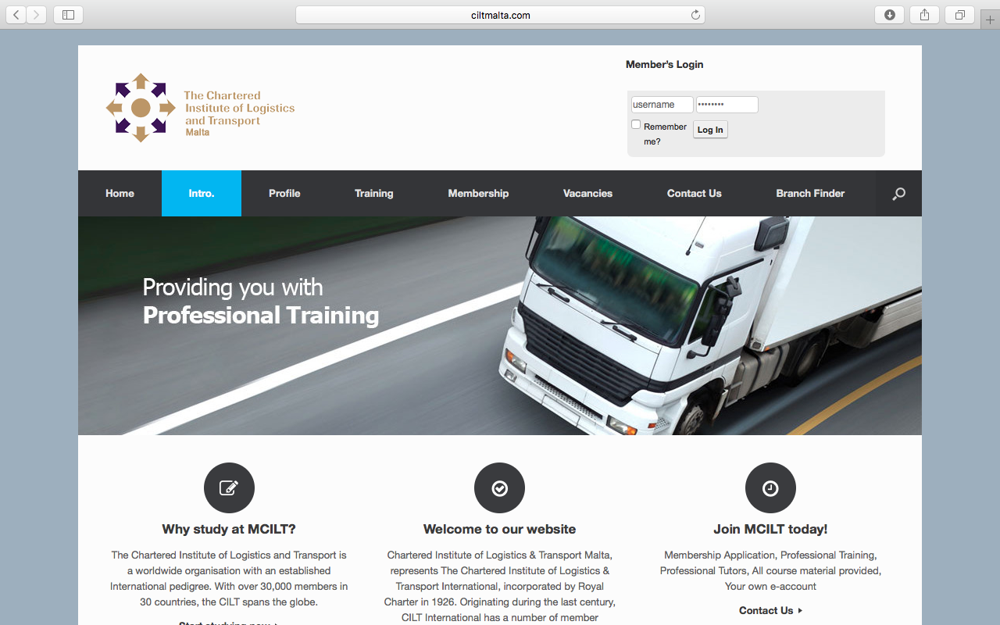 ciltmalta.com
Member's Login
The Chartered
Institute of Logistics
and Transport
Malta
username
••••••••
Remember
me?
Log In
Home
Intro.
Profile
Training
Membership
Vacancies
Contact Us
Branch Finder
Providing you with
Professional Training
Why study at MCILT?
The Chartered Institute of Logistics and Transport is
a worldwide organisation with an established
International pedigree. With over 30,000 members in
30 countries, the CILT spans the globe.
Start studying now
Welcome to our website
Chartered Institute of Logistics & Transport Malta,
represents The Chartered Institute of Logistics &
Transport International, incorporated by Royal
Charter in 1926. Originating during the last century,
CILT International has a number of member
Join MCILT today!
Membership Application, Professional Training,
Professional Tutors, All course material provided,
Your own e-account
Contact Us